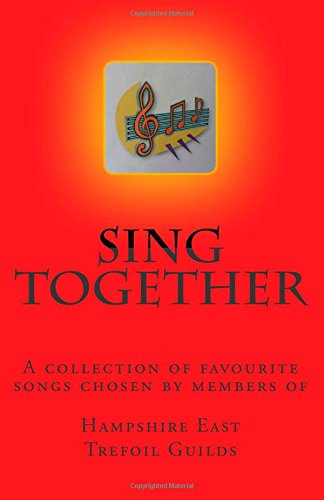 SING
TOGETHER
A COLLECTION OF FAVOURITE
SONGS CHOSEN BY MEMBERS OF
HAMPSHIRE EAST
TREFOIL GUILDS